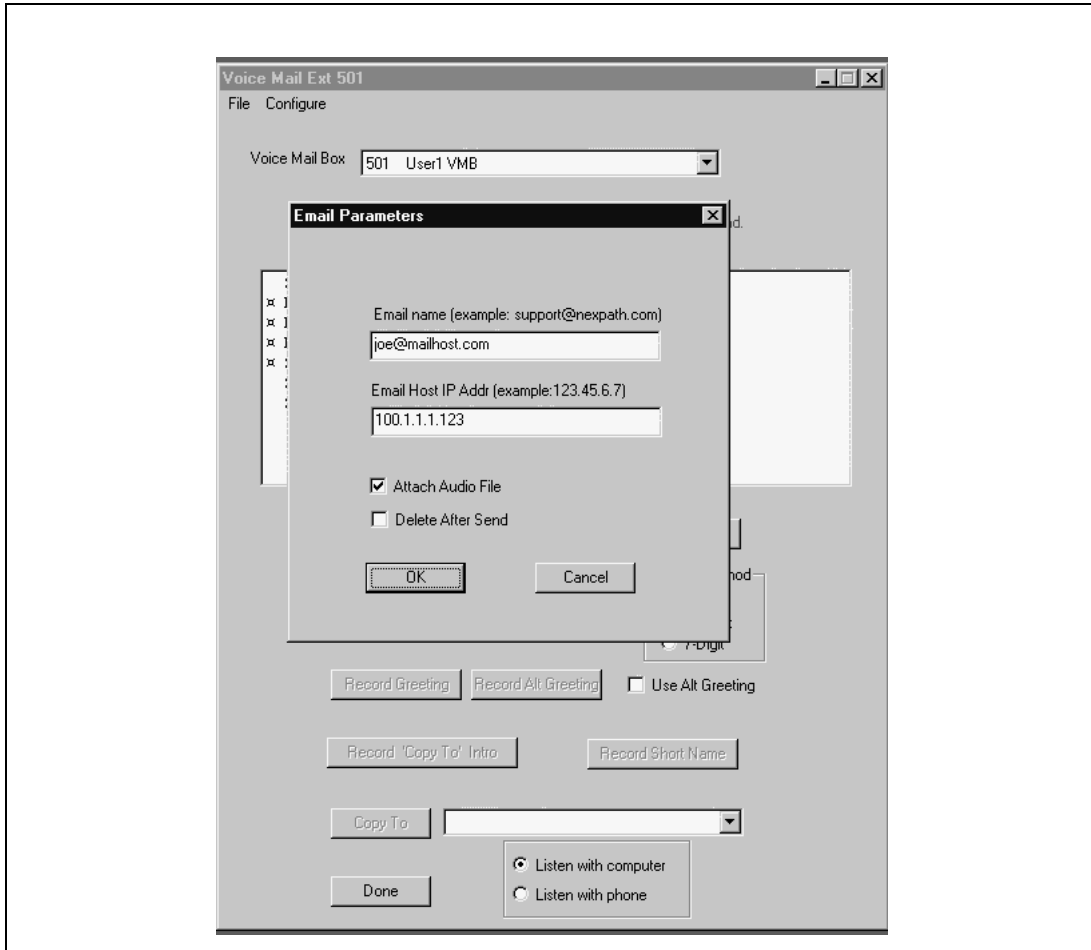 Voice Mail Ext 501
File Configure
Voice Mail Box 501 User1 VMB
Email Parameters
Email name (example: support@nexpath.com)
joe@mailhost.com
Email Host IP Addr (example:123.45.6.7)
100.1.1.1.123
Attach Audio File
Delete After Send
OK Cancel
7-Digit
Record Greeting Record Alt Greeting Use Alt Greeting
Record 'Copy To' Intro Record Short Name
Copy To
Listen with computer
Done Listen with phone